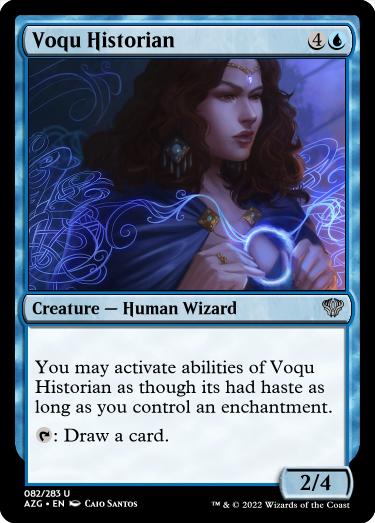 Voqu Historian 4
Creature — Human Wizard
You may activate abilities of Voqu
Historian as though its had haste as
long as you control an enchantment.
: Draw a card.
2/4
082/283 U
AZG • EN Caio Santos
™ & © 2022 Wizards of the Coast